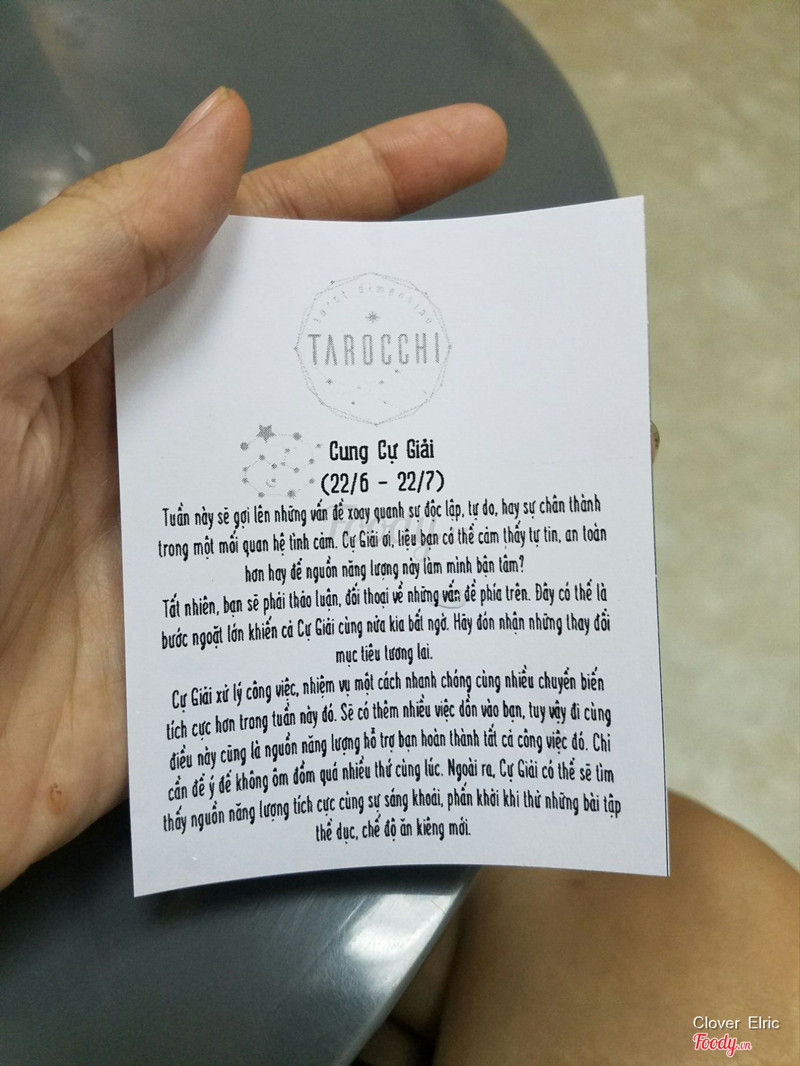 tarot dimension
TAROCCHI
Cung Cự Giải
(22/6 - 22/7)
Tuần này sẽ gợi lên những vấn đề xoay quanh sự độc lập, tự do, hay sự chân thành
trong một mối quan hệ tình cảm. Cự Giải ơi, liệu bạn có thể cảm thấy tự tin, an toàn
hơn hay để nguồn năng lượng này làm mình bận tâm?
Tất nhiên, bạn sẽ phải thảo luận, đối thoại về những vấn đề phía trên. Đây có thể là
bước ngoặt lớn khiến cả Cự Giải cùng nửa kia bất ngờ. Hãy đón nhận những thay đổi
mục tiêu tương lai.
Cự Giải xử lý công việc, nhiệm vụ một cách nhanh chóng cùng nhiều chuyển biến
tích cực hơn trong tuần này đó. Sẽ có thêm nhiều việc dồn vào bạn, tuy vậy đi cùng
điều này cũng là nguồn năng lượng hỗ trợ bạn hoàn thành tất cả công việc đó. Chỉ
cần để ý để không ôm đồm quá nhiều thứ cùng lúc. Ngoài ra, Cự Giải có thể sẽ tìm
thấy nguồn năng lượng tích cực cùng sự sảng khoái, phấn khởi khi thử những bài tập
thể dục, chế độ ăn kiêng mới.
Foody
Clover Elric
Foody.vn